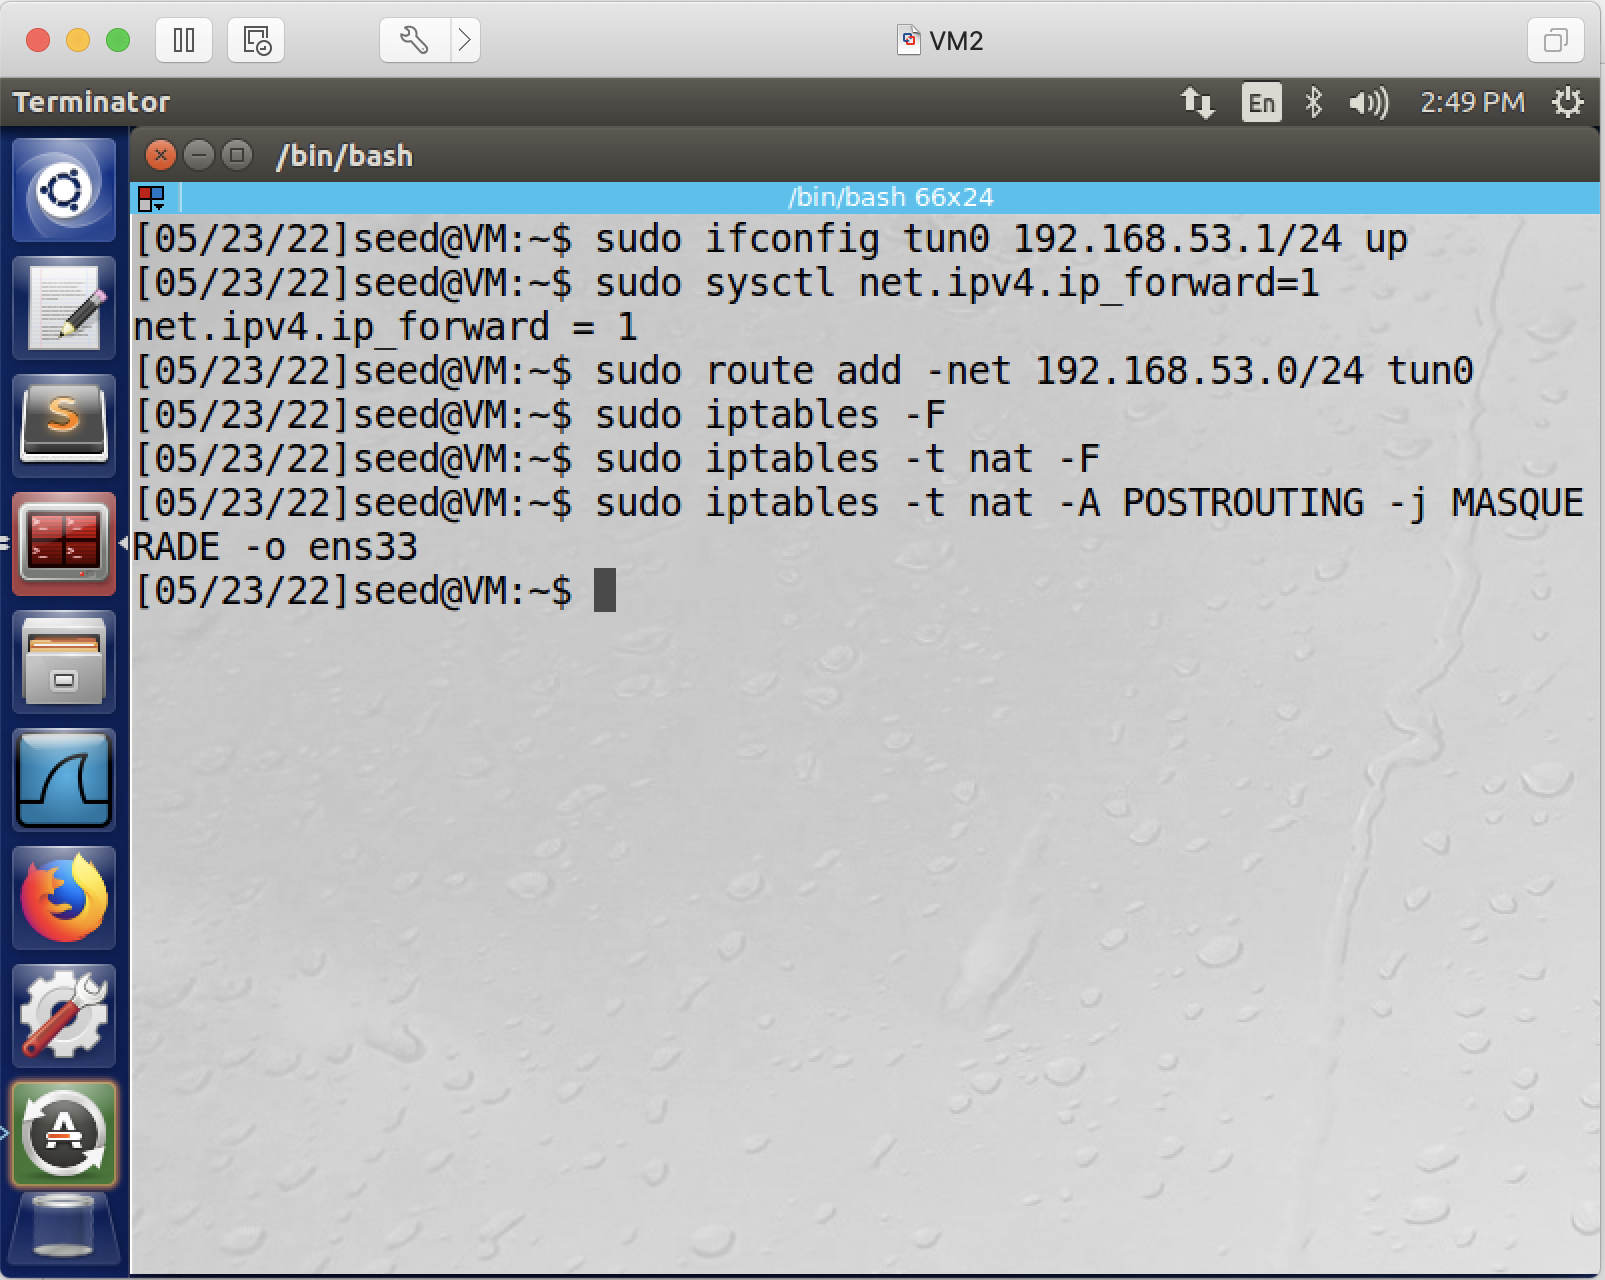 VM2
Terminator
En
2:49 PM
/bin/bash
/bin/bash 66x24
[05/23/22]seed@VM:~$ sudo ifconfig tun0 192.168.53.1/24 up
[05/23/22]seed@VM:~$ sudo sysctl net.ipv4.ip_forward=1
net.ipv4.ip_forward = 1
[05/23/22]seed@VM:~$ sudo route add -net 192.168.53.0/24 tun0
[05/23/22]seed@VM:~$ sudo iptables -F
[05/23/22]seed@VM:~$ sudo iptables -t nat -F
[05/23/22]seed@VM:~$ sudo iptables -t nat -A POSTROUTING -j MASQUE
RADE -o ens33
[05/23/22]seed@VM:~$